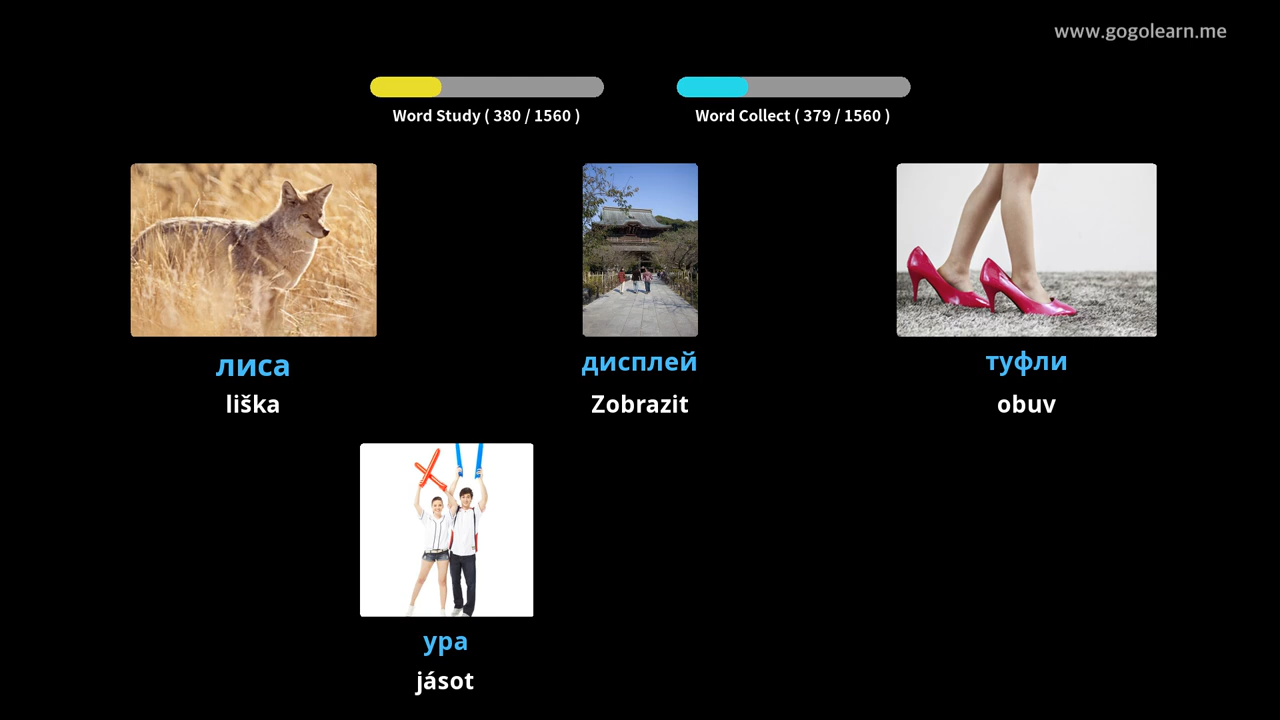 www.gogolearn.me
Word Study ( 380 / 1560 )
Word Collect ( 379 / 1560 )
лиса
liška
дисплей
Zobrazit
туфли
obuv
ура
jásot